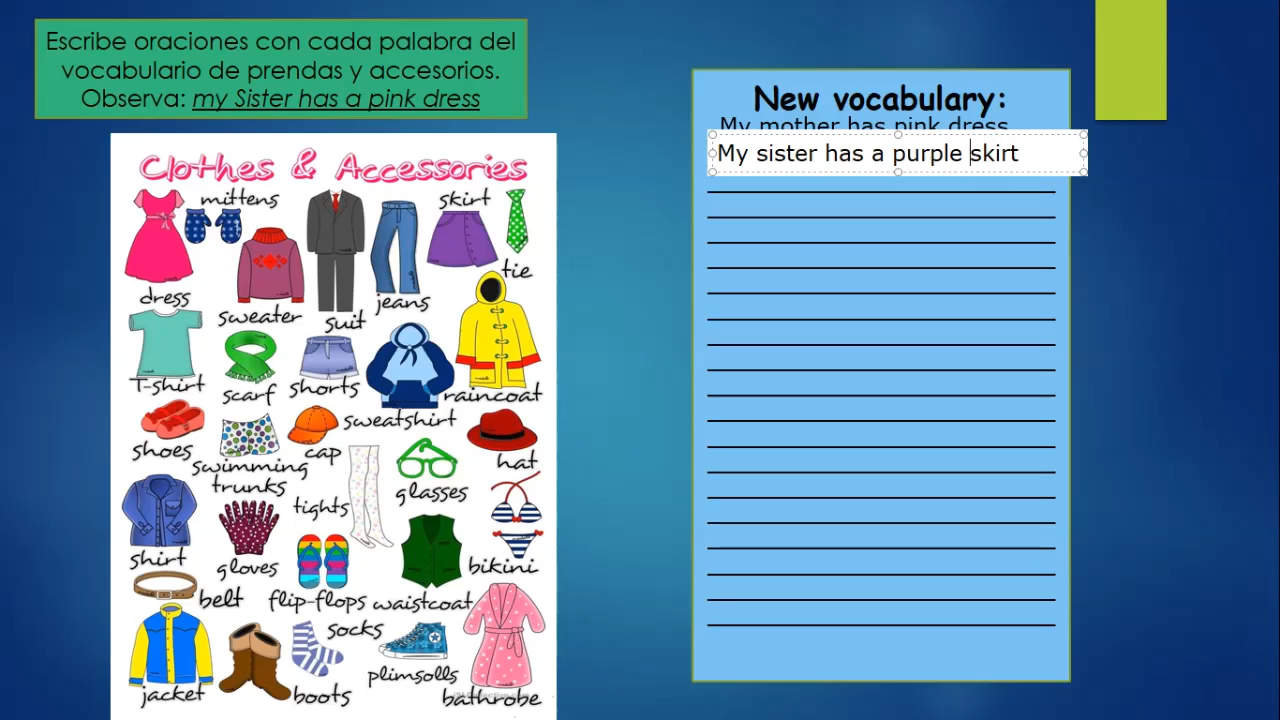 Escribe oraciones con cada palabra del
vocabulario de prendas y accesorios.
Observa: my Sister has a pink dress
New vocabulary:
My mother has pink dress
My sister has a purple skirt
Clothes & Accessories
mittens
skirt
tie
dress
sweater
suit
jeans
T-shirt
scarf
shorts
sweatshirt
raincoat
shoes
swimming
trunks
cap
tights
glasses
hat
shirt
gloves
flip-flops
waistcoat
bikini
belt
jacket
boots
socks
plimsolls
bathrobe